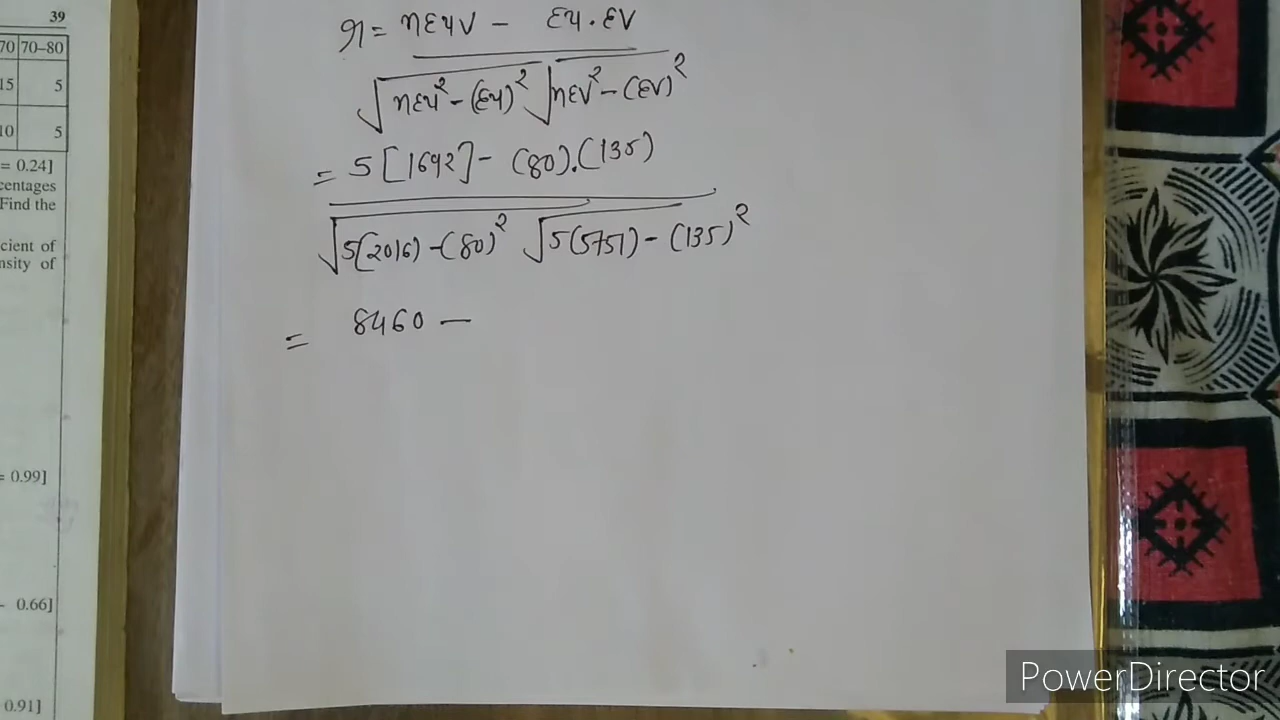 39
70 70–80
15 5
10 5
= 0.24]
centages
Find the
cient of
nsity of
= 0.99]
- 0.66]
0.91]
r = nΣuv - Σu.Σv
√nΣu²-(Σu)² √nΣv²-(Σv)²
= 5[1692] - (80).(135)
√5(2016)-(80)² √5(5751)-(135)²
= 8460 -
PowerDirector